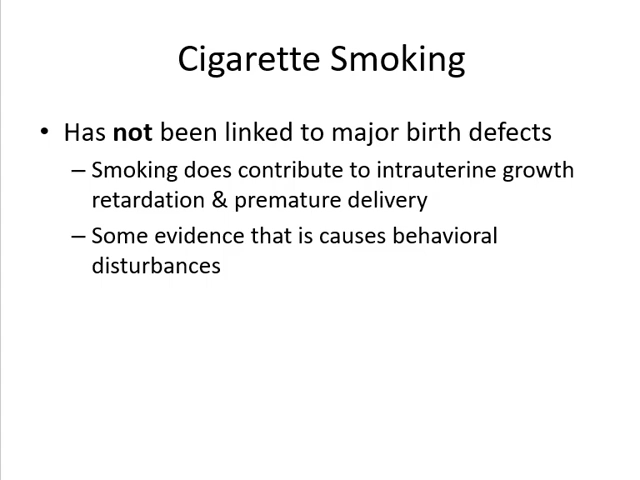 Cigarette Smoking
• Has not been linked to major birth defects
– Smoking does contribute to intrauterine growth
retardation & premature delivery
– Some evidence that is causes behavioral
disturbances